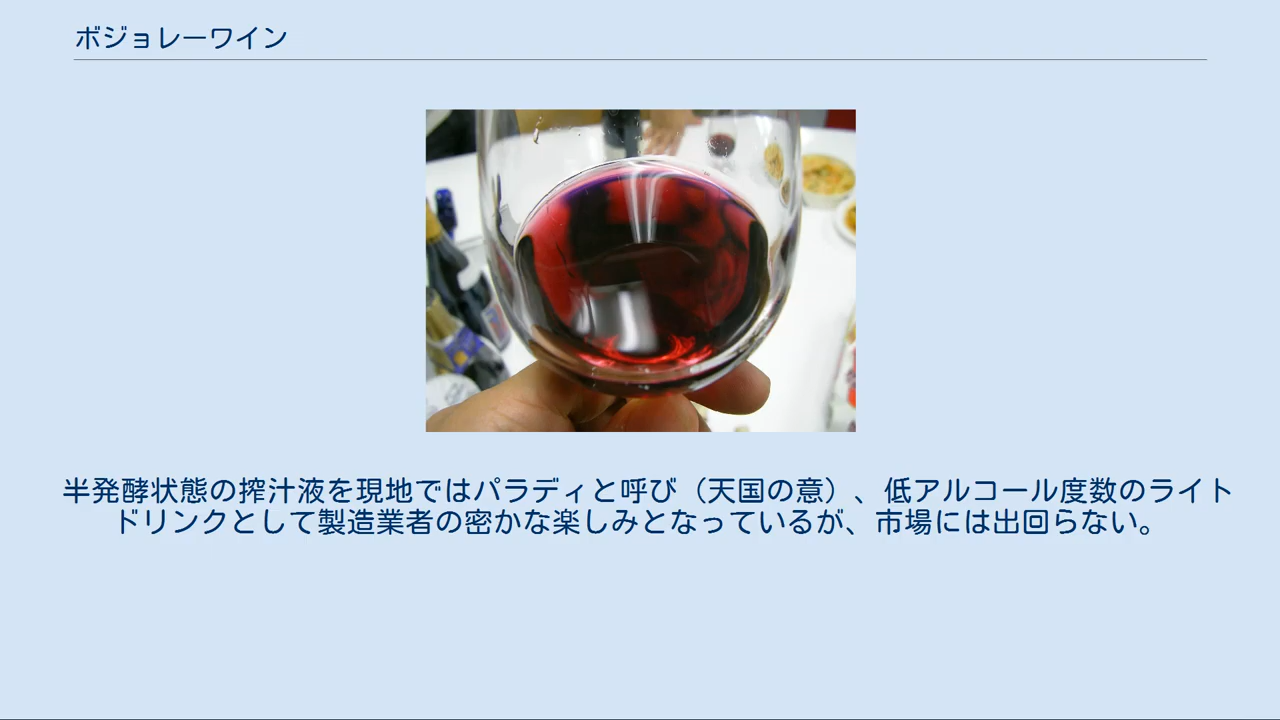 ボジョレーワイン
半発酵状態の搾汁液を現地ではパラディと呼び（天国の意）、低アルコール度数のライト
ドリンクとして製造業者の密かな楽しみとなっているが、市場には出回らない。